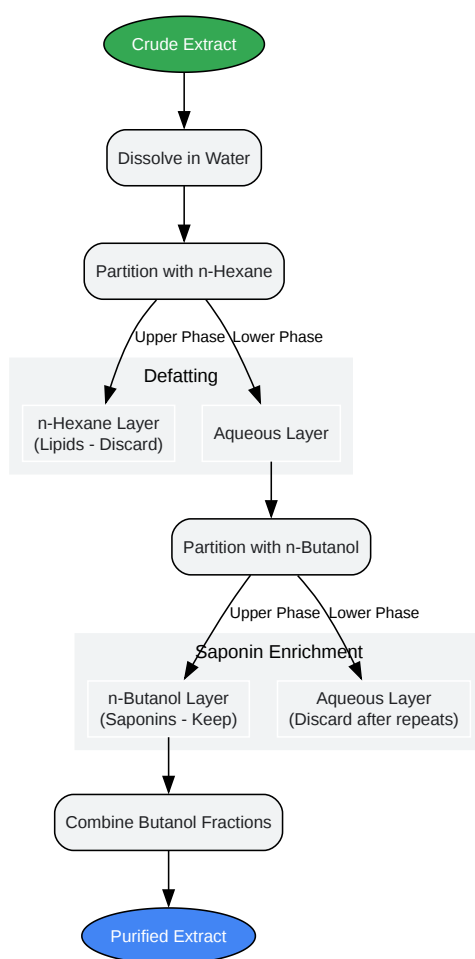 Crude Extract
Dissolve in Water
Partition with n-Hexane
Upper Phase
Lower Phase
Defatting
n-Hexane Layer
(Lipids - Discard)
Aqueous Layer
Partition with n-Butanol
Upper Phase
Lower Phase
Saponin Enrichment
n-Butanol Layer
(Saponins - Keep)
Aqueous Layer
(Discard after repeats)
Combine Butanol Fractions
Purified Extract